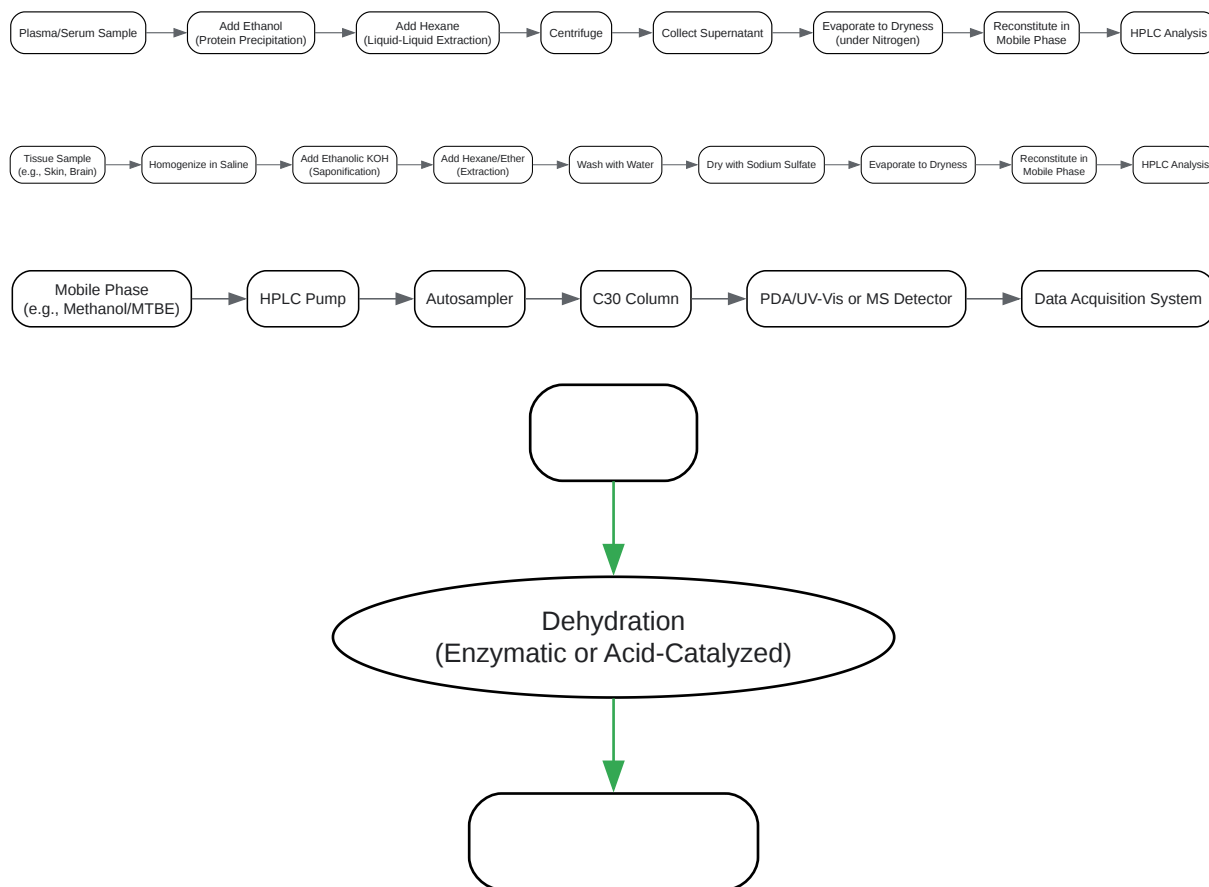 Plasma/Serum Sample
Add Ethanol
(Protein Precipitation)
Add Hexane
(Liquid-Liquid Extraction)
Centrifuge
Collect Supernatant
Evaporate to Dryness
(under Nitrogen)
Reconstitute in
Mobile Phase
HPLC Analysis
Tissue Sample
(e.g., Skin, Brain)
Homogenize in Saline
Add Ethanolic KOH
(Saponification)
Add Hexane/Ether
(Extraction)
Wash with Water
Dry with Sodium Sulfate
Evaporate to Dryness
Reconstitute in
Mobile Phase
HPLC Analysis
Mobile Phase
(e.g., Methanol/MTBE)
HPLC Pump
Autosampler
C30 Column
PDA/UV-Vis or MS Detector
Data Acquisition System
Dehydration
(Enzymatic or Acid-Catalyzed)